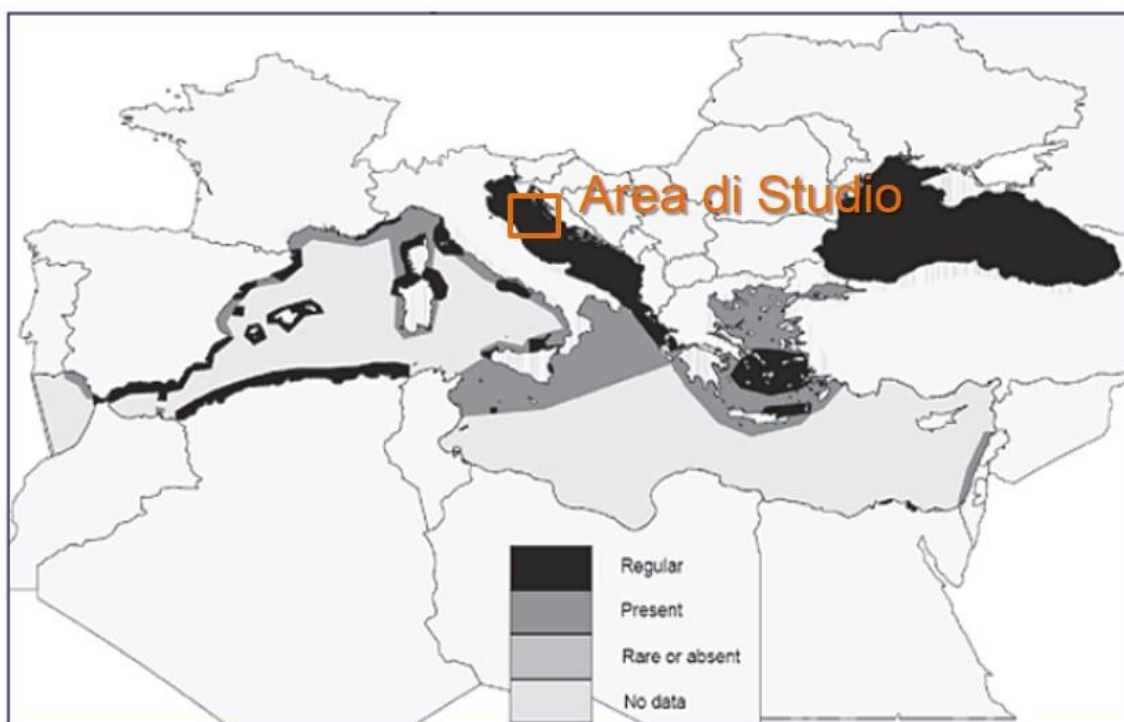 Area di Studio
Regular
Present
Rare or absent
No data